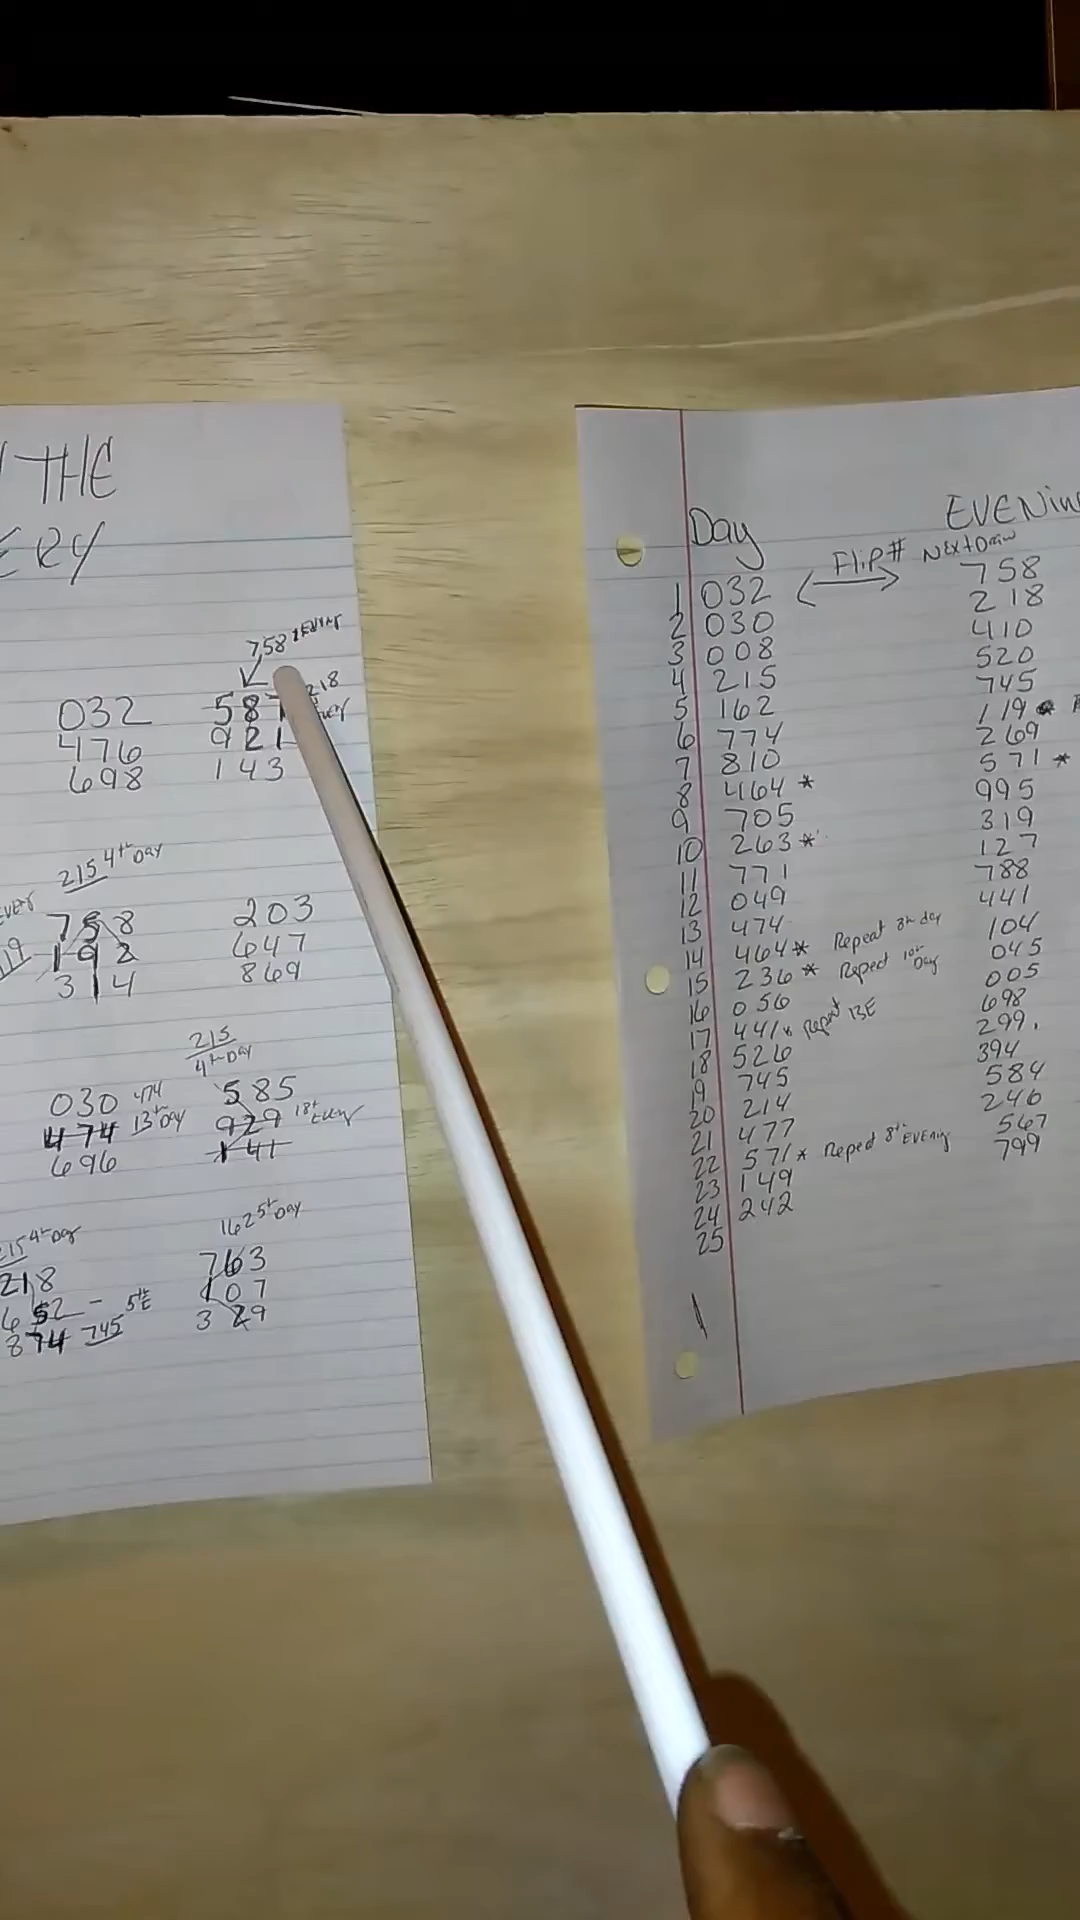 THE
ERY
758
032 587
476 921
698 143
218
215 4th Day
758 203
192 647
314 869
119
215
4th Day
030 474 585
474 13th Day 929 18th
696 141
215 4th Day 162 5th Day
218 763
652 - 5th E 107
874 745 329
Day EVENin
Flip# Next Draw
1 032 758
2 030 218
3 008 410
4 215 520
5 162 745
6 774 119 *
7 810 269
8 464 * 571 *
9 705 995
10 263 * 319
11 771 127
12 049 788
13 474 441
14 464 * Repeat 8th day 104
15 236 * Repeat 10th Day 045
16 056 005
17 441 * Repeat 13E 698
18 526 299.
19 745 394
20 214 584
21 477 246
22 571 * Repeat 8th EVENing 567
23 149 799
24 242
25